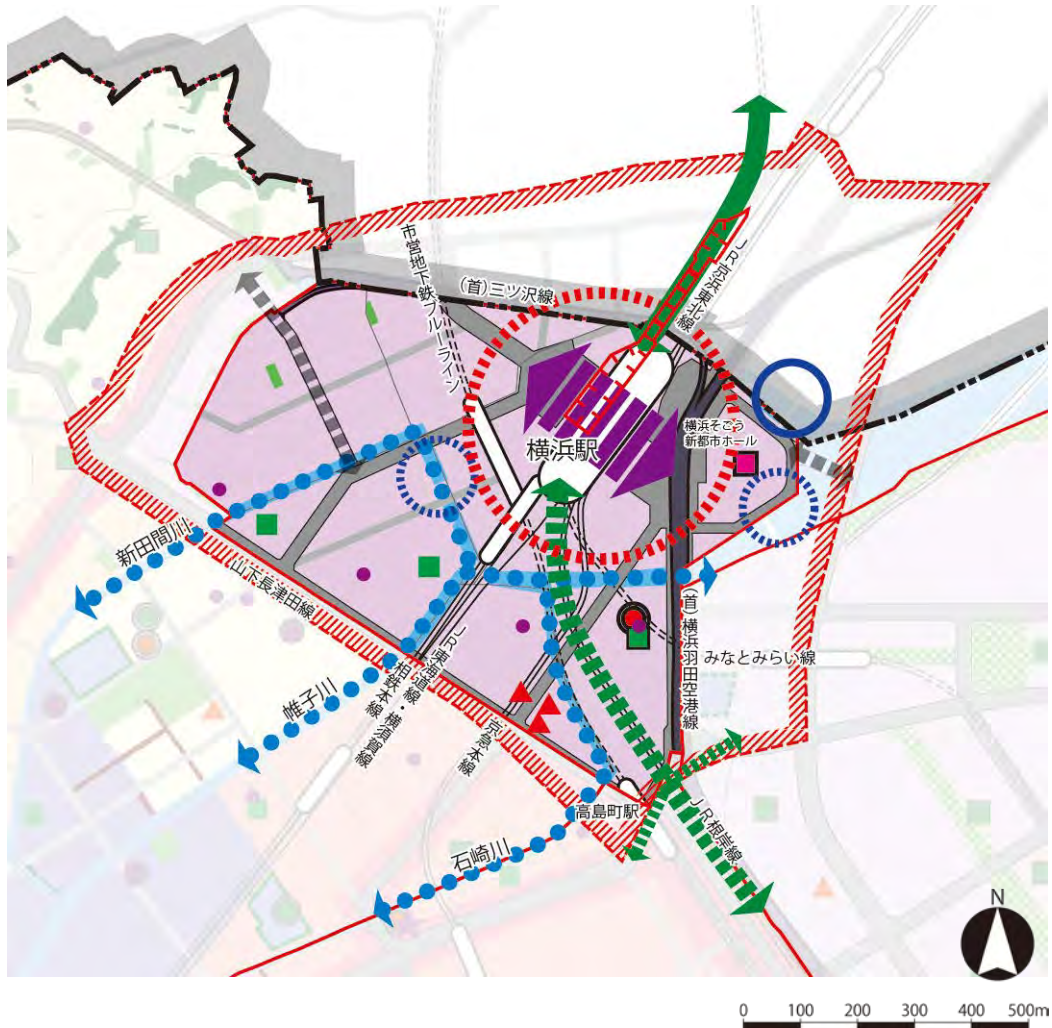 市営地下鉄ブルーライン
(首)三ツ沢線
JR京浜東北線
横浜駅
横浜そごう
新都市ホール
新田間川
山下長津田線
帷子川
相鉄本線
JR東海道線・横須賀線
京急本線
(首)横浜羽田空港線
みなとみらい線
高島町駅
JR根岸線
石崎川
N
0 100 200 300 400 500m